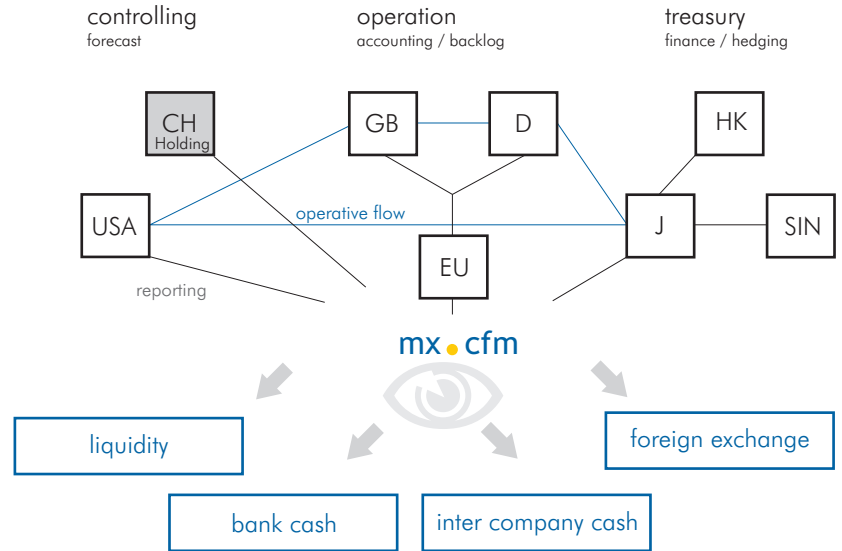 controlling
forecast
operation
accounting / backlog
treasury
finance / hedging
CH
Holding
GB
D
HK
USA
operative flow
J
SIN
EU
reporting
mx.cfm
liquidity
foreign exchange
bank cash
inter company cash